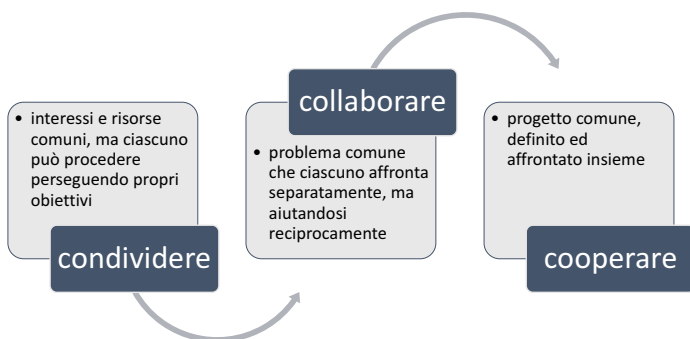 • interessi e risorse
comuni, ma ciascuno
può procedere
perseguendo propri
obiettivi
condividere
collaborare
• problema comune
che ciascuno affronta
separatamente, ma
aiutandosi
reciprocamente
• progetto comune,
definito ed
affrontato insieme
cooperare